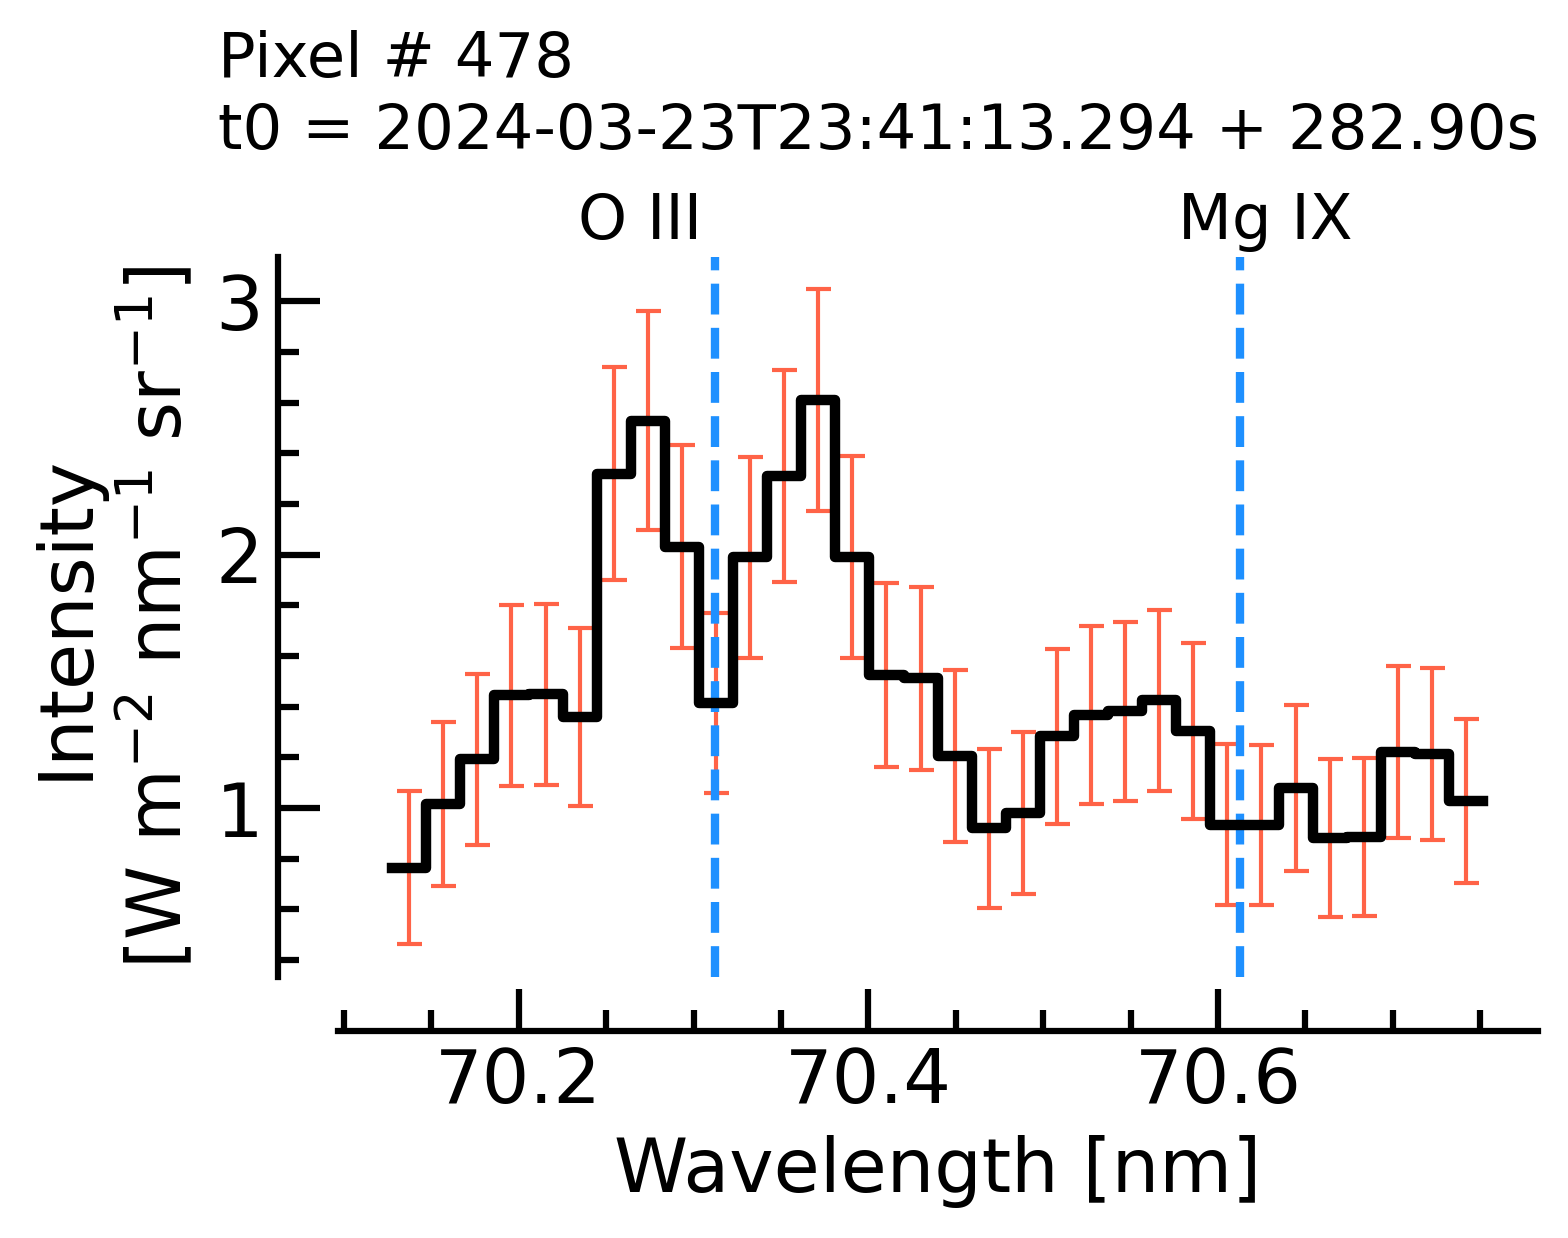 Pixel # 478
t0 = 2024-03-23T23:41:13.294 + 282.90s
O III Mg IX
Intensity
[W m⁻² nm⁻¹ sr⁻¹]
3
2
1
70.2 70.4 70.6
Wavelength [nm]